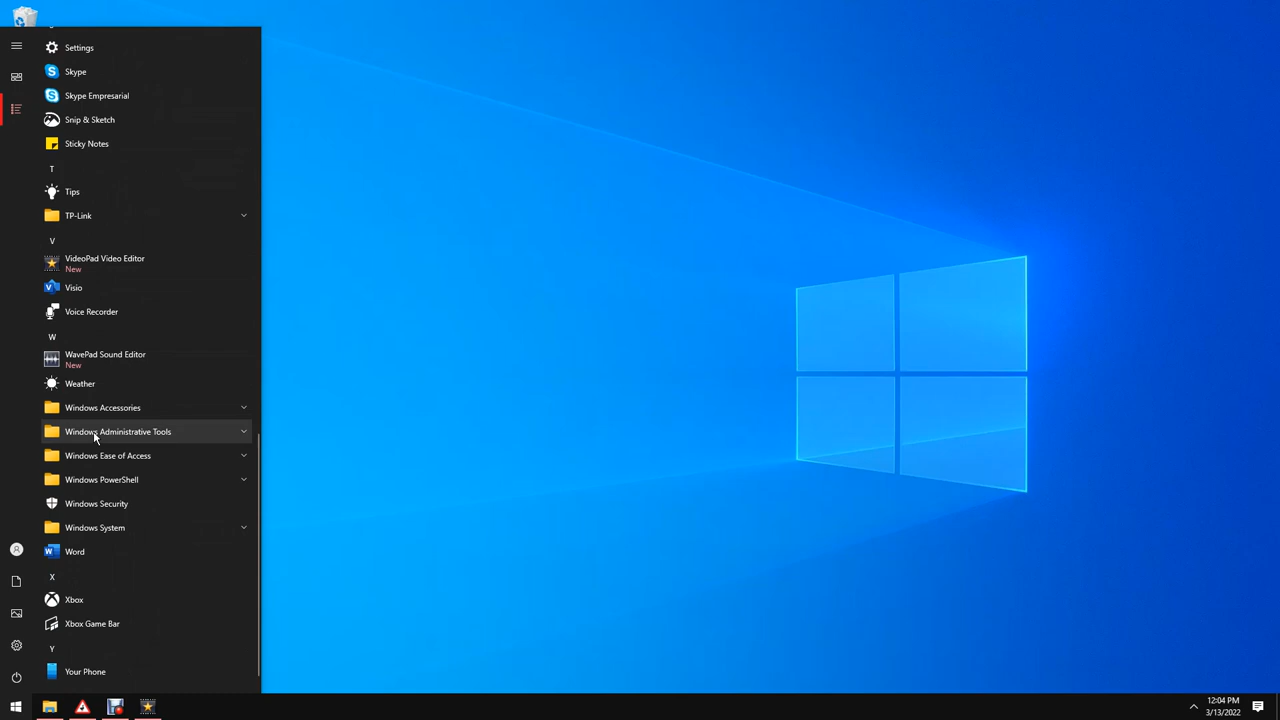 Settings
Skype
Skype Empresarial
Snip & Sketch
Sticky Notes
T
Tips
TP-Link
V
VideoPad Video Editor
New
Visio
Voice Recorder
W
WavePad Sound Editor
New
Weather
Windows Accessories
Windows Administrative Tools
Windows Ease of Access
Windows PowerShell
Windows Security
Windows System
Word
X
Xbox
Xbox Game Bar
Y
Your Phone
12:04 PM
3/13/2022